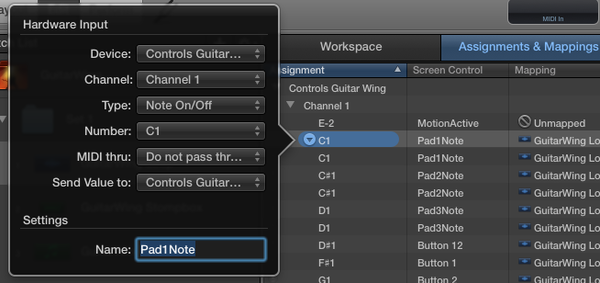 Hardware Input
Device: Controls Guitar...
Channel: Channel 1
Type: Note On/Off
Number: C1
MIDI thru: Do not pass thr...
Send Value to: Controls Guitar...
Settings
Name: Pad1Note
MIDI In
Workspace
Assignments & Mappings
Screen Control Mapping
Controls Guitar Wing
Channel 1
E-2 MotionActive Unmapped
C1 Pad1Note GuitarWing Lo
C1 Pad1Note GuitarWing Lo
C#1 Pad2Note GuitarWing Lo
C#1 Pad2Note GuitarWing Lo
D1 Pad3Note GuitarWing Lo
D1 Pad3Note GuitarWing Lo
D#1 Button 12 GuitarWing Lo
F#1 Button 1 GuitarWing Lo
G1 Button 2 GuitarWing Lo